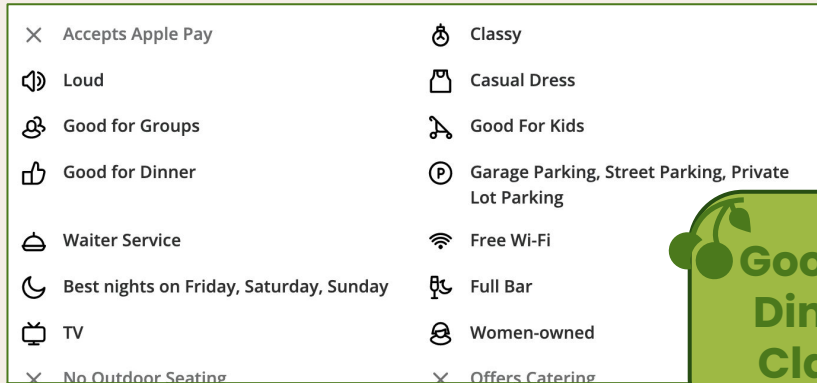 Accepts Apple Pay
Classy
Loud
Casual Dress
Good for Groups
Good For Kids
Good for Dinner
Garage Parking, Street Parking, Private
Lot Parking
Waiter Service
Free Wi-Fi
Best nights on Friday, Saturday, Sunday
Full Bar
TV
Women-owned
No Outdoor Seating
Offers Catering